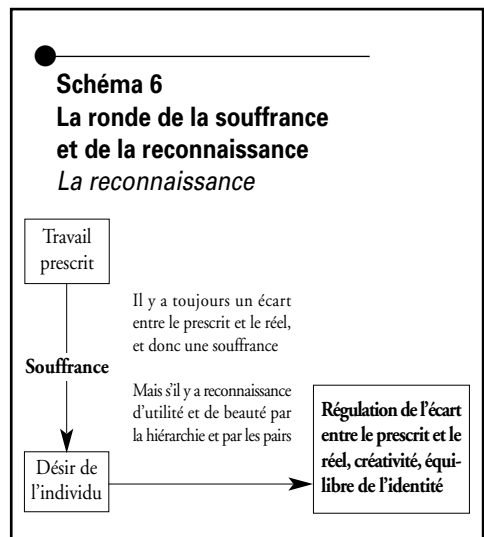 Schéma 6
La ronde de la souffrance
et de la reconnaissance
La reconnaissance
Travail
prescrit
Il y a toujours un écart
entre le prescrit et le réel,
et donc une souffrance
Souffrance
Mais s'il y a reconnaissance
d'utilité et de beauté par
la hiérarchie et par les pairs
Désir de
l'individu
Régulation de l'écart
entre le prescrit et le
réel, créativité, équi-
libre de l'identité